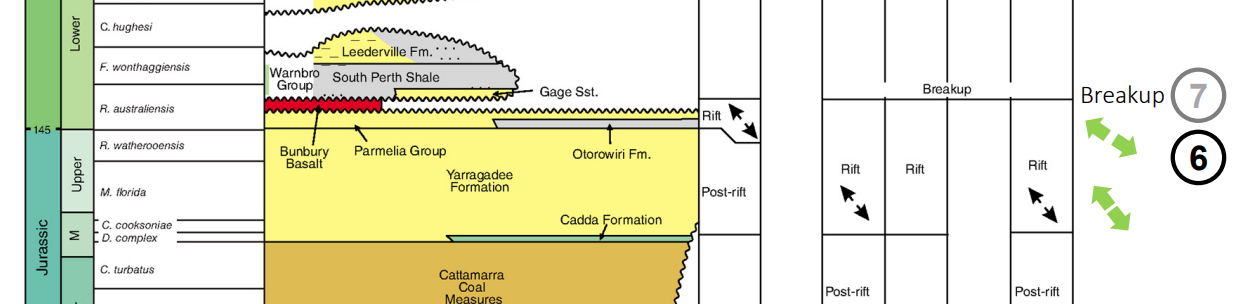 Lower
C. hughesi
F. wonthaggiensis
R. australiensis
145
R. watherooensis
Upper
M. florida
M
C. cooksoniae
D. complex
Jurassic
C. turbatus
Leederville Fm.
Warnbro
Group
South Perth Shale
Gage Sst.
Bunbury
Basalt
Parmelia Group
Otorowiri Fm.
Yarragadee
Formation
Cadda Formation
Cattamarra
Coal
Measures
Rift
Post-rift
Breakup
Rift
Rift
Rift
Post-rift
Post-rift
Breakup
7
6